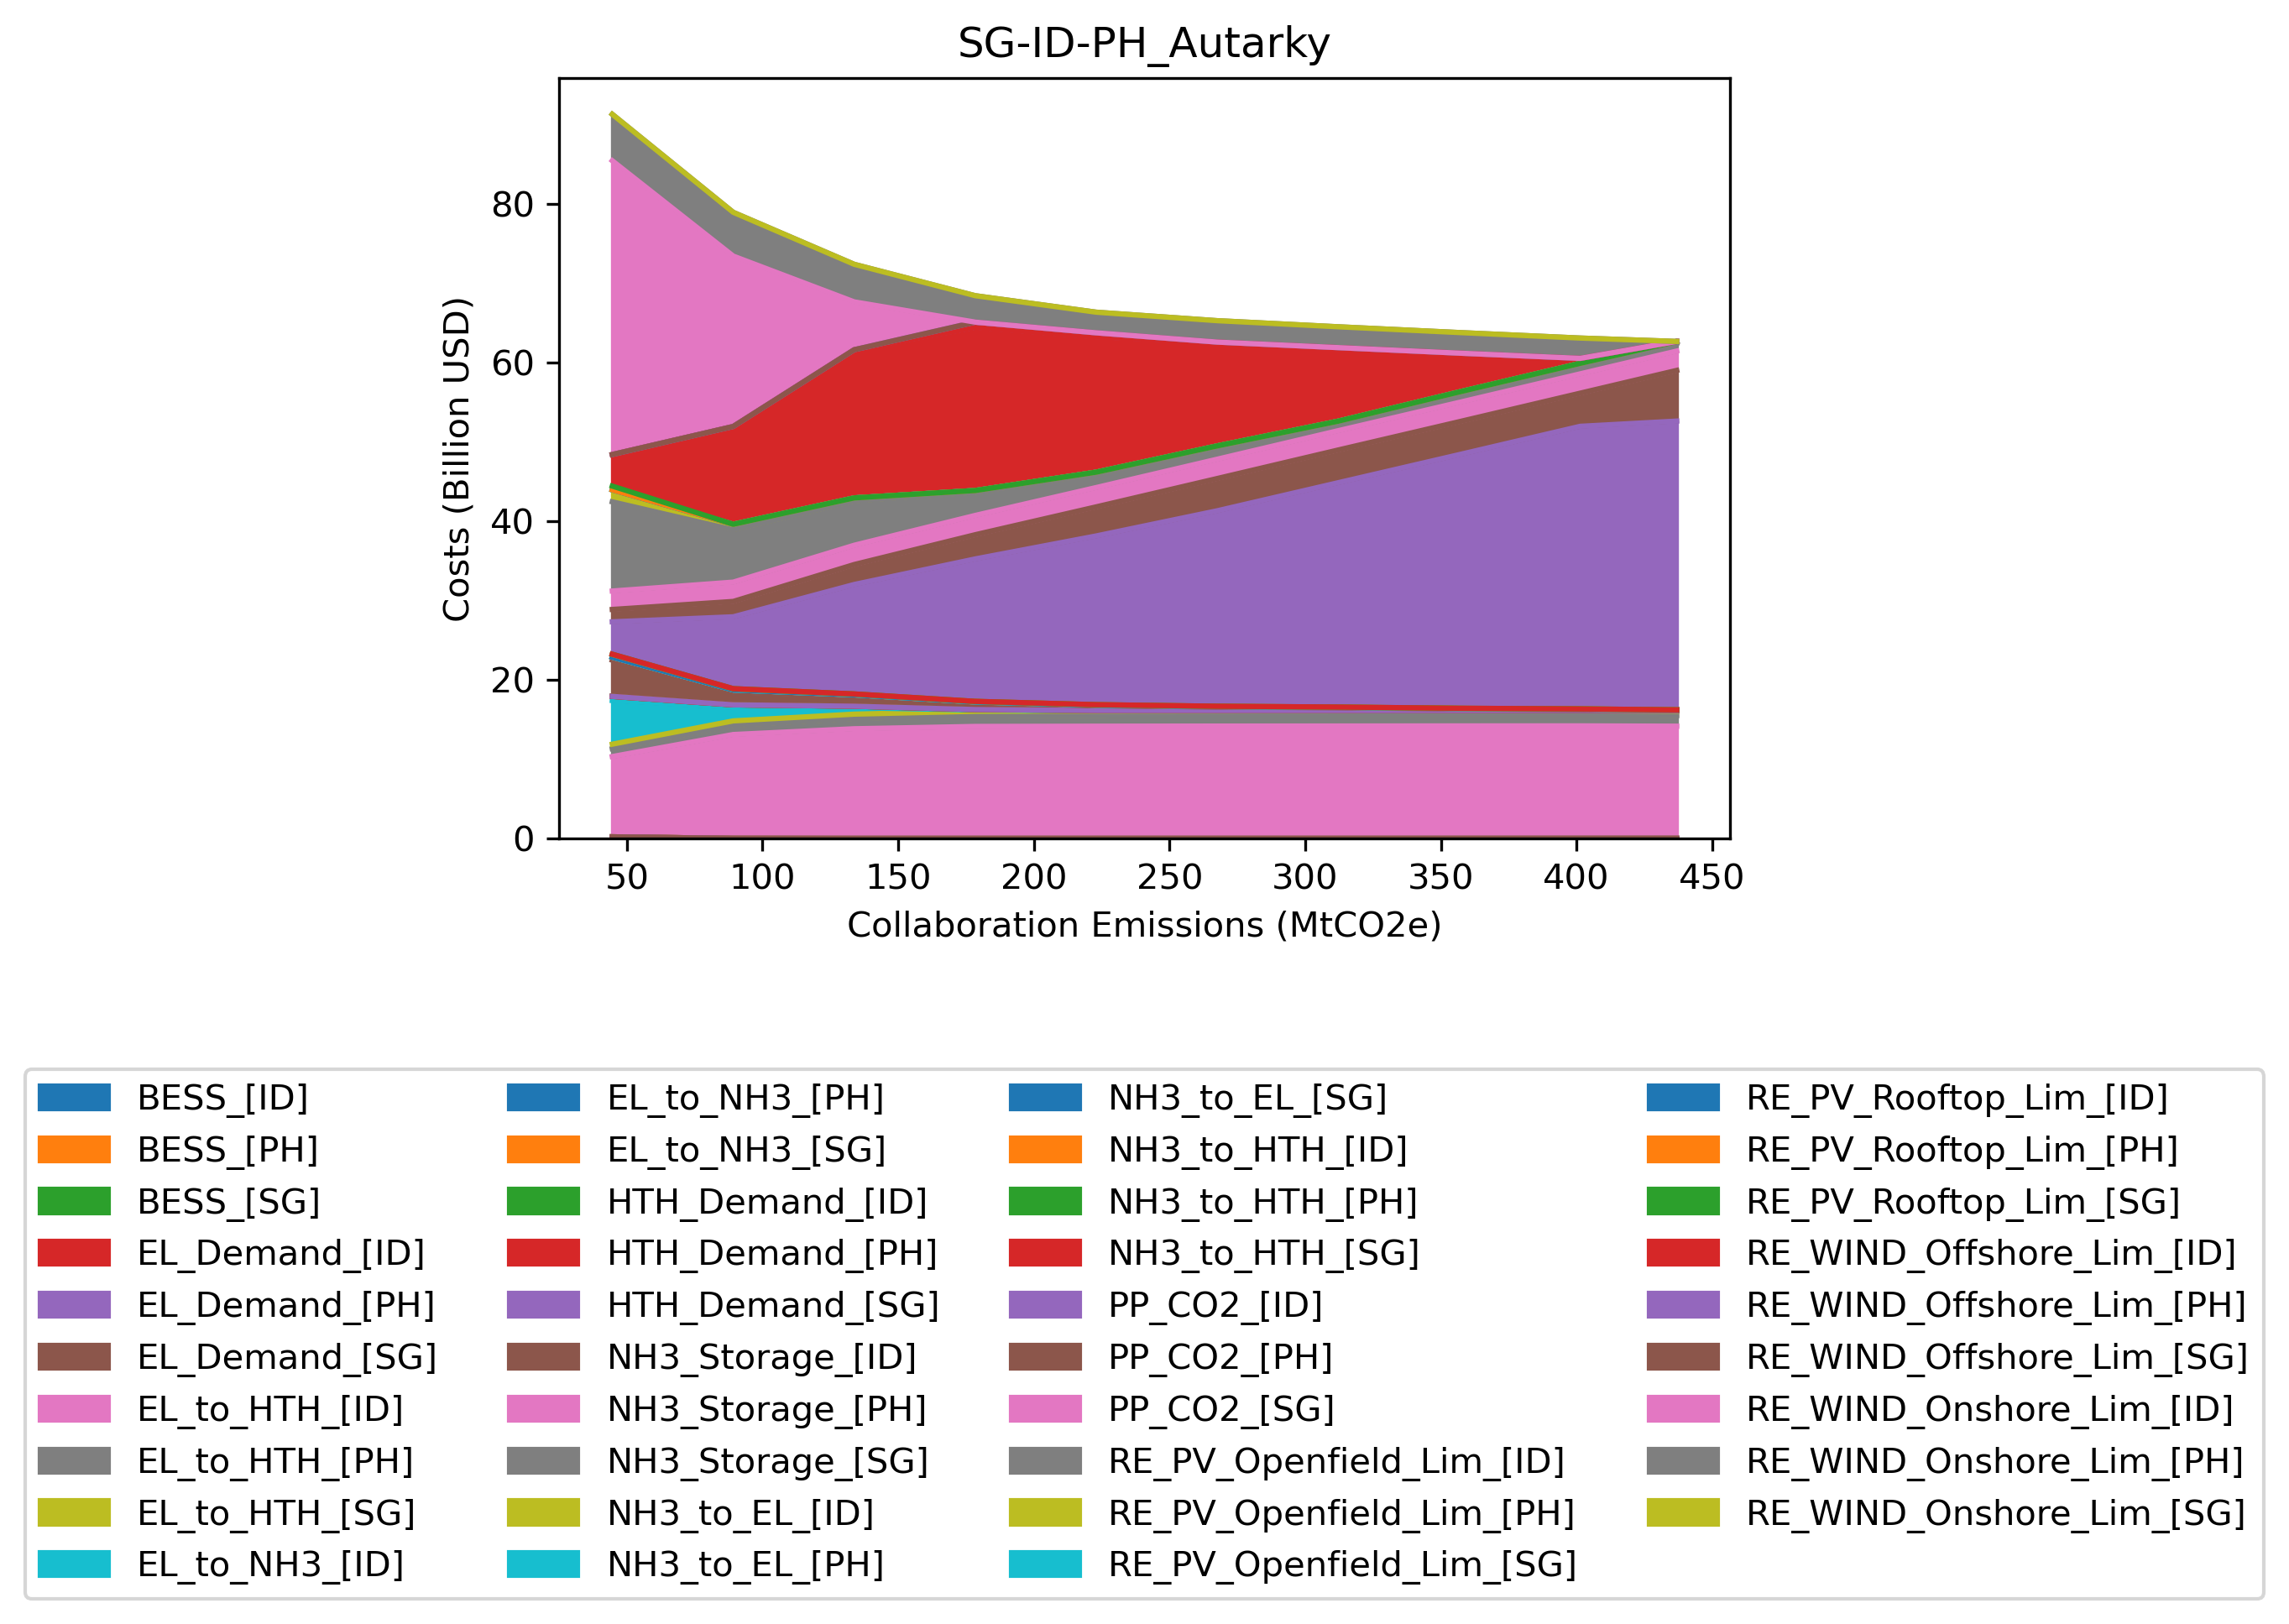 SG-ID-PH_Autarky
Costs (Billion USD)
80
60
40
20
0
50 100 150 200 250 300 350 400 450
Collaboration Emissions (MtCO2e)
BESS_[ID]
BESS_[PH]
BESS_[SG]
EL_Demand_[ID]
EL_Demand_[PH]
EL_Demand_[SG]
EL_to_HTH_[ID]
EL_to_HTH_[PH]
EL_to_HTH_[SG]
EL_to_NH3_[ID]
EL_to_NH3_[PH]
EL_to_NH3_[SG]
HTH_Demand_[ID]
HTH_Demand_[PH]
HTH_Demand_[SG]
NH3_Storage_[ID]
NH3_Storage_[PH]
NH3_Storage_[SG]
NH3_to_EL_[ID]
NH3_to_EL_[PH]
NH3_to_EL_[SG]
NH3_to_HTH_[ID]
NH3_to_HTH_[PH]
NH3_to_HTH_[SG]
PP_CO2_[ID]
PP_CO2_[PH]
PP_CO2_[SG]
RE_PV_Openfield_Lim_[ID]
RE_PV_Openfield_Lim_[PH]
RE_PV_Openfield_Lim_[SG]
RE_PV_Rooftop_Lim_[ID]
RE_PV_Rooftop_Lim_[PH]
RE_PV_Rooftop_Lim_[SG]
RE_WIND_Offshore_Lim_[ID]
RE_WIND_Offshore_Lim_[PH]
RE_WIND_Offshore_Lim_[SG]
RE_WIND_Onshore_Lim_[ID]
RE_WIND_Onshore_Lim_[PH]
RE_WIND_Onshore_Lim_[SG]